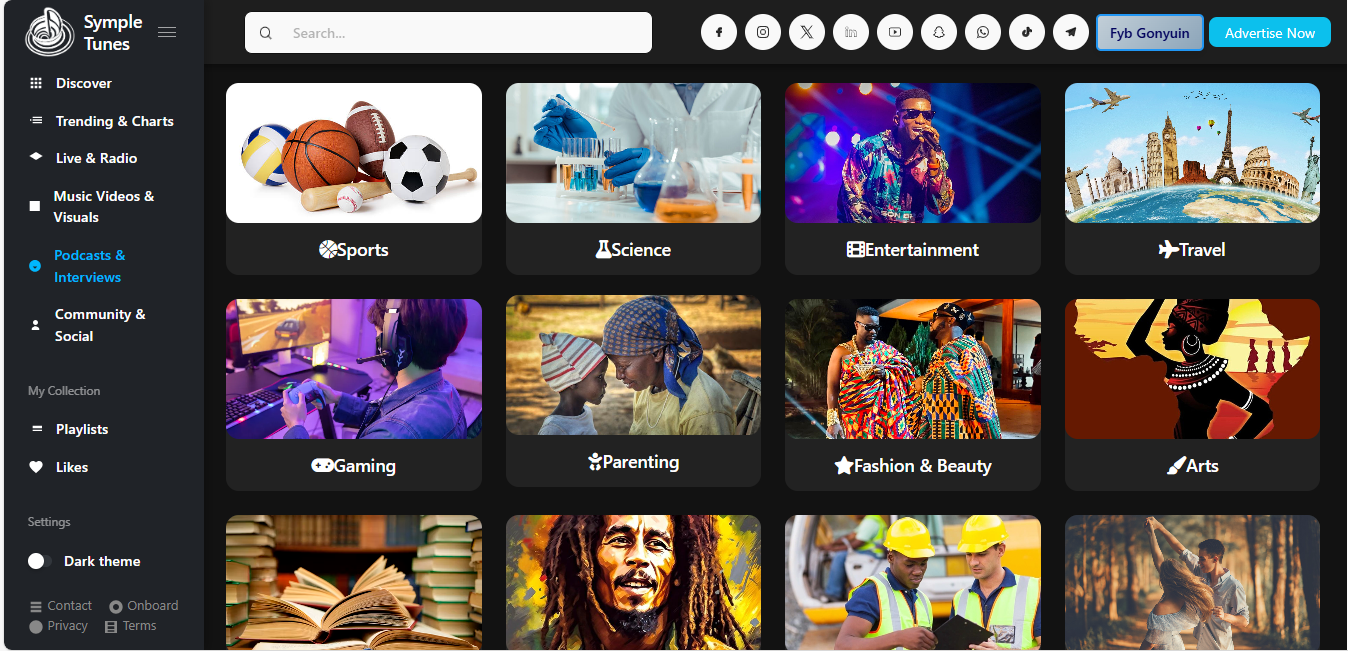 Symple
Tunes
Search...
Fyb Gonyuin
Advertise Now
Discover
Trending & Charts
Live & Radio
Music Videos &
Visuals
Podcasts &
Interviews
Community &
Social
My Collection
Playlists
Likes
Settings
Dark theme
Contact
Onboard
Privacy
Terms
Sports
Science
Entertainment
Travel
Gaming
Parenting
Fashion & Beauty
Arts